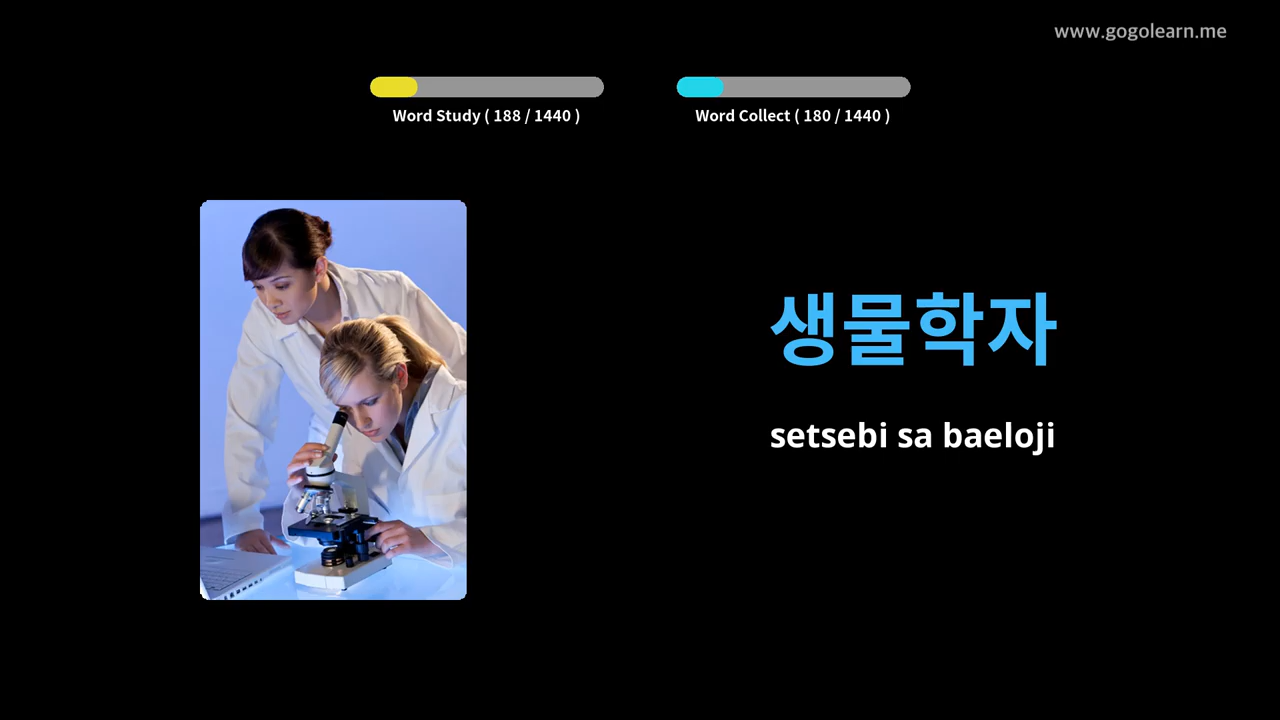 www.gogolearn.me
Word Study ( 188 / 1440 )
Word Collect ( 180 / 1440 )
생물학자
setsebi sa baeloji